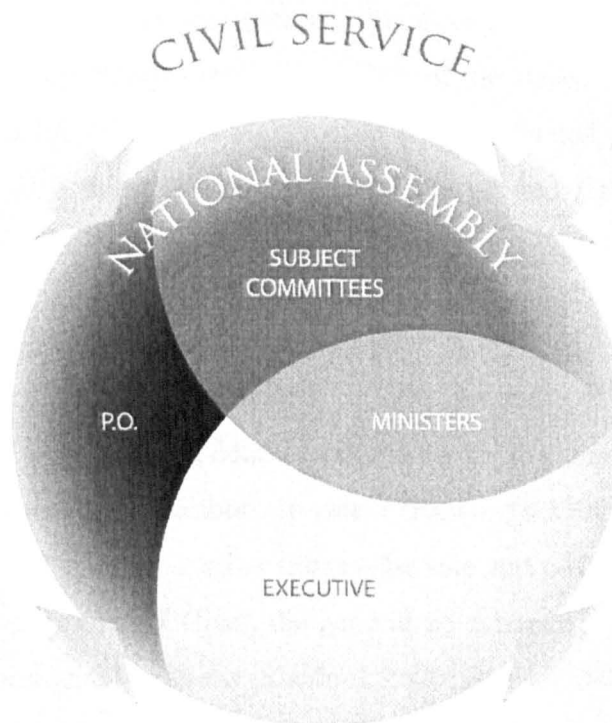 CIVIL SERVICE
NATIONAL ASSEMBLY
SUBJECT
COMMITTEES
P.O.
MINISTERS
EXECUTIVE